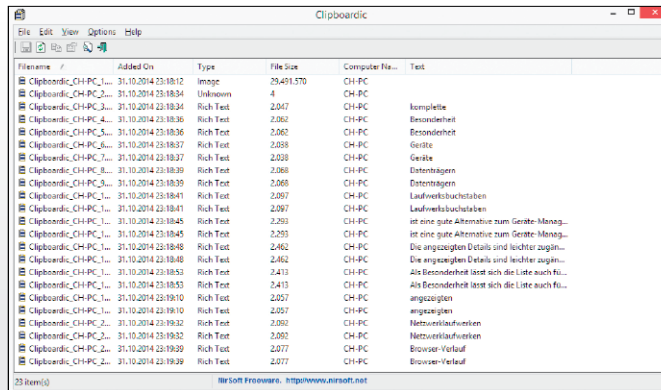 Clipboardic
File Edit View Options Help
Filename / Added On Type File Size Computer Na... Text
Clipboardic_CH-PC_1.... 31.10.2014 23:18:12 Image 29.491.570 CH-PC
Clipboardic_CH-PC_2.... 31.10.2014 23:18:34 Unknown 4 CH-PC
Clipboardic_CH-PC_3.... 31.10.2014 23:18:34 Rich Text 2.047 CH-PC komplette
Clipboardic_CH-PC_4.... 31.10.2014 23:18:36 Rich Text 2.062 CH-PC Besonderheit
Clipboardic_CH-PC_5.... 31.10.2014 23:18:36 Rich Text 2.062 CH-PC Besonderheit
Clipboardic_CH-PC_6.... 31.10.2014 23:18:37 Rich Text 2.038 CH-PC Geräte
Clipboardic_CH-PC_7.... 31.10.2014 23:18:37 Rich Text 2.038 CH-PC Geräte
Clipboardic_CH-PC_8.... 31.10.2014 23:18:39 Rich Text 2.068 CH-PC Datenträgern
Clipboardic_CH-PC_9.... 31.10.2014 23:18:39 Rich Text 2.068 CH-PC Datenträgern
Clipboardic_CH-PC_1... 31.10.2014 23:18:41 Rich Text 2.097 CH-PC Laufwerksbuchstaben
Clipboardic_CH-PC_1... 31.10.2014 23:18:41 Rich Text 2.097 CH-PC Laufwerksbuchstaben
Clipboardic_CH-PC_1... 31.10.2014 23:18:45 Rich Text 2.293 CH-PC ist eine gute Alternative zum Geräte-Manag...
Clipboardic_CH-PC_1... 31.10.2014 23:18:45 Rich Text 2.293 CH-PC ist eine gute Alternative zum Geräte-Manag...
Clipboardic_CH-PC_1... 31.10.2014 23:18:48 Rich Text 2.462 CH-PC Die angezeigten Details sind leichter zugän...
Clipboardic_CH-PC_1... 31.10.2014 23:18:48 Rich Text 2.462 CH-PC Die angezeigten Details sind leichter zugän...
Clipboardic_CH-PC_1... 31.10.2014 23:18:53 Rich Text 2.413 CH-PC Als Besonderheit lässt sich die Liste auch fü...
Clipboardic_CH-PC_1... 31.10.2014 23:18:53 Rich Text 2.413 CH-PC Als Besonderheit lässt sich die Liste auch fü...
Clipboardic_CH-PC_1... 31.10.2014 23:19:10 Rich Text 2.057 CH-PC angezeigten
Clipboardic_CH-PC_1... 31.10.2014 23:19:10 Rich Text 2.057 CH-PC angezeigten
Clipboardic_CH-PC_2... 31.10.2014 23:19:32 Rich Text 2.092 CH-PC Netzwerklaufwerken
Clipboardic_CH-PC_2... 31.10.2014 23:19:32 Rich Text 2.092 CH-PC Netzwerklaufwerken
Clipboardic_CH-PC_2... 31.10.2014 23:19:39 Rich Text 2.077 CH-PC Browser-Verlauf
Clipboardic_CH-PC_2... 31.10.2014 23:19:39 Rich Text 2.077 CH-PC Browser-Verlauf
23 item(s) NirSoft Freeware. http://www.nirsoft.net